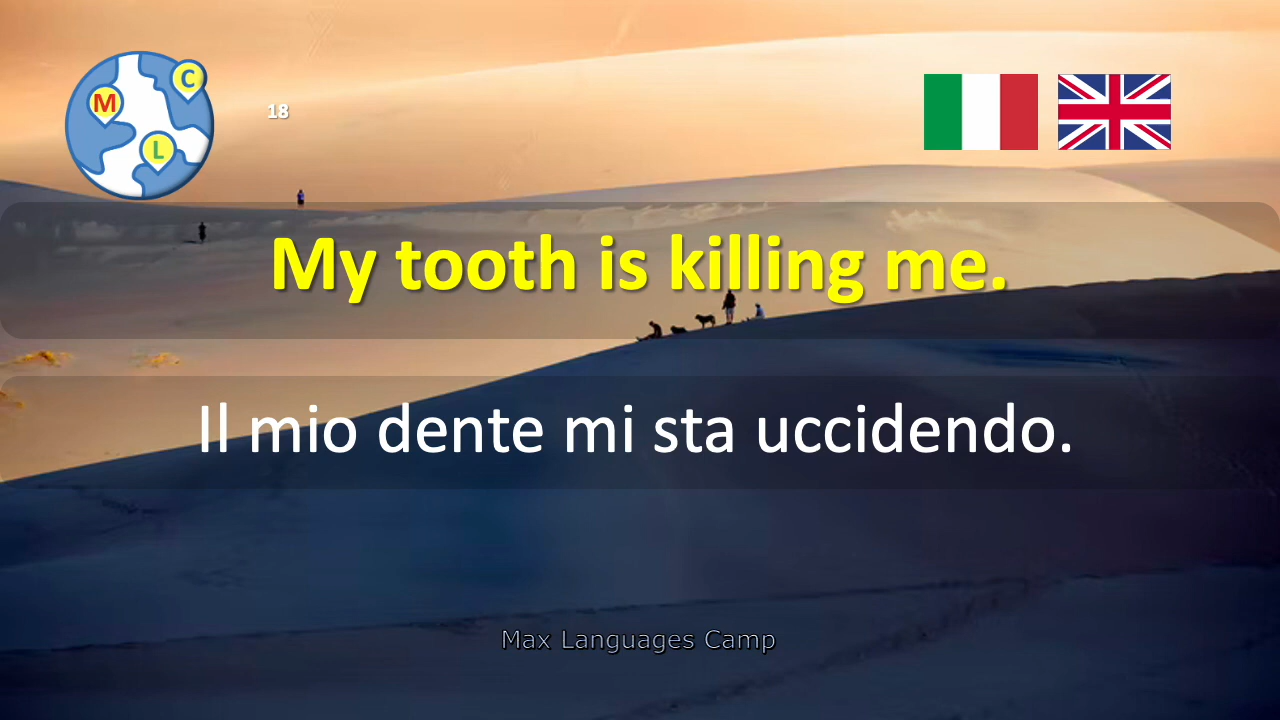 C
M
18
L
My tooth is killing me.
Il mio dente mi sta uccidendo.
Max Languages Camp